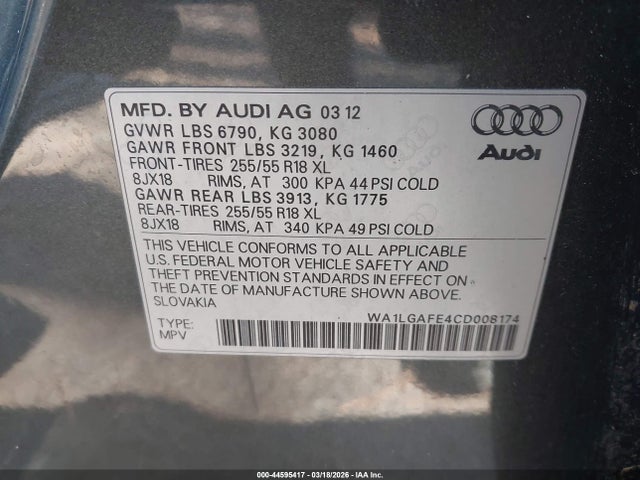 MFD. BY AUDI AG 03 12
GVWR LBS 6790, KG 3080
GAWR FRONT LBS 3219, KG 1460
FRONT-TIRES 255/55 R18 XL
8JX18 RIMS, AT 300 KPA 44 PSI COLD
GAWR REAR LBS 3913, KG 1775
REAR-TIRES 255/55 R18 XL
8JX18 RIMS, AT 340 KPA 49 PSI COLD
THIS VEHICLE CONFORMS TO ALL APPLICABLE
U.S. FEDERAL MOTOR VEHICLE SAFETY AND
THEFT PREVENTION STANDARDS IN EFFECT ON
THE DATE OF MANUFACTURE SHOWN ABOVE.
SLOVAKIA
Audi
WA1LGAFE4CD008174
TYPE:
MPV
000-44595417 - 03/18/2026 - IAA Inc.